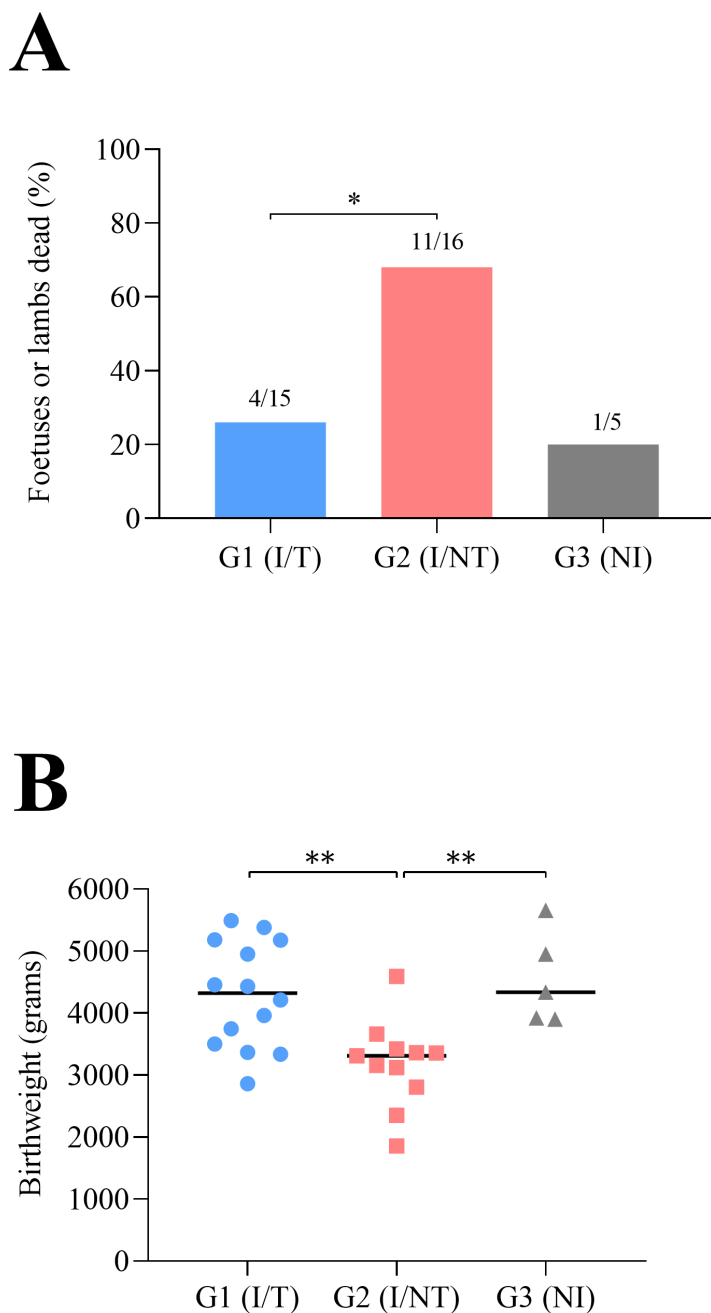 A
Foetuses or lambs dead (%)
100
80
60
40
20
0
*
4/15
11/16
1/5
G1 (I/T)
G2 (I/NT)
G3 (NI)
B
Birthweight (grams)
6000
5000
4000
3000
2000
1000
0
**
**
G1 (I/T)
G2 (I/NT)
G3 (NI)